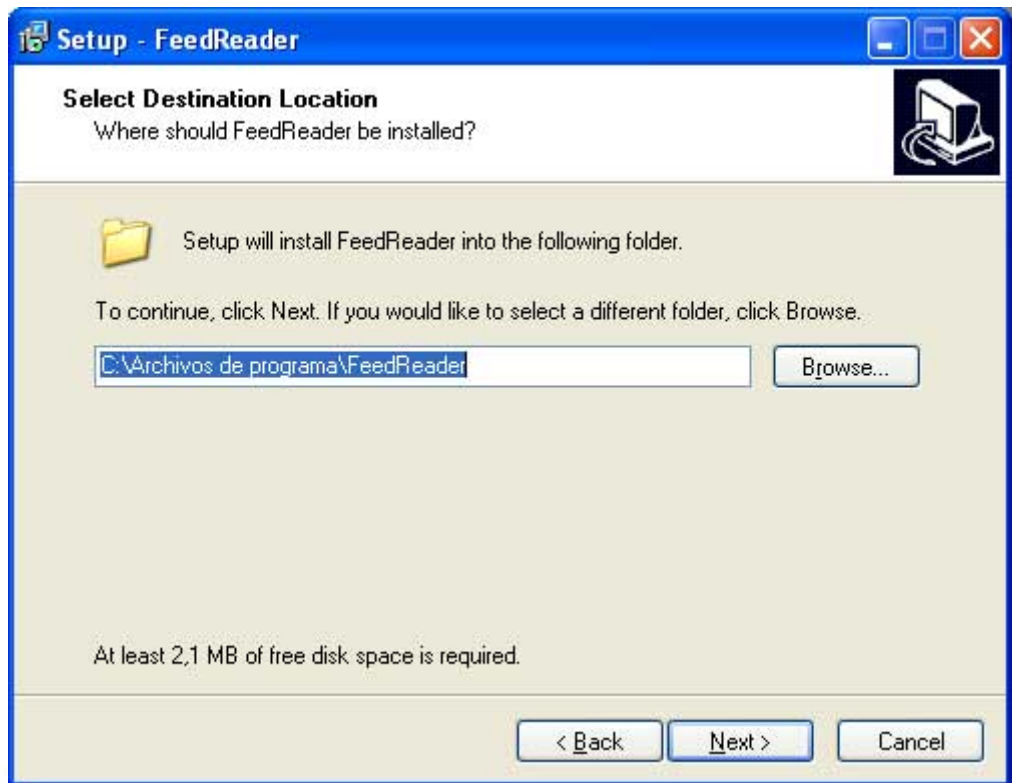 Setup - FeedReader
Select Destination Location
Where should FeedReader be installed?
Setup will install FeedReader into the following folder.
To continue, click Next. If you would like to select a different folder, click Browse.
C:\Archivos de programa\FeedReader
Browse...
At least 2,1 MB of free disk space is required.
< Back
Next >
Cancel